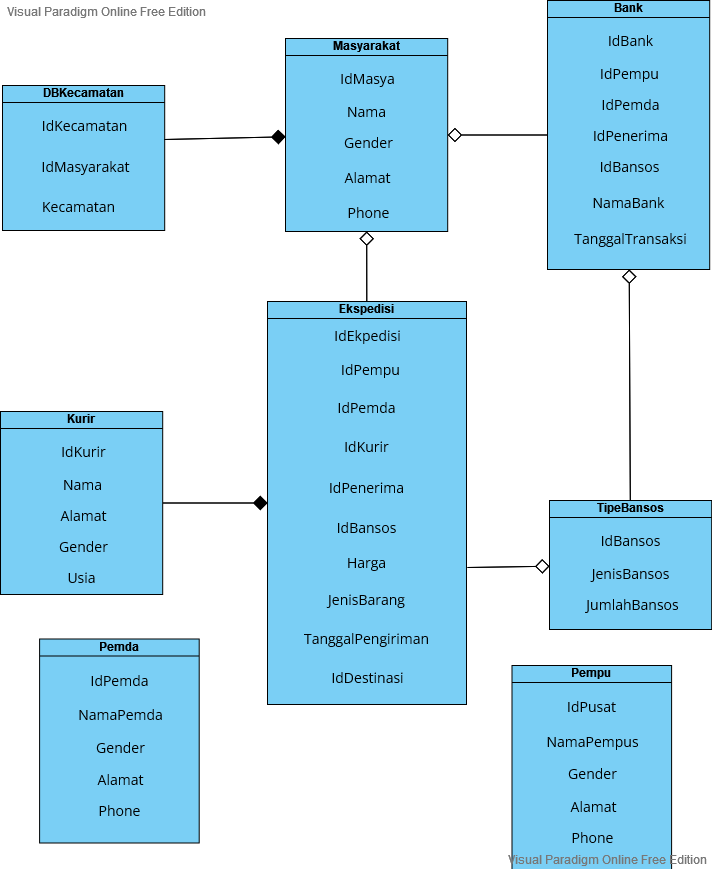 Visual Paradigm Online Free Edition
Bank
IdBank
IdPempu
IdPemda
IdPenerima
IdBansos
NamaBank
TanggalTransaksi
Masyarakat
IdMasya
Nama
Gender
Alamat
Phone
DBKecamatan
IdKecamatan
IdMasyarakat
Kecamatan
Ekspedisi
IdEkpedisi
IdPempu
IdPemda
IdKurir
IdPenerima
IdBansos
Harga
JenisBarang
TanggalPengiriman
IdDestinasi
Kurir
IdKurir
Nama
Alamat
Gender
Usia
TipeBansos
IdBansos
JenisBansos
JumlahBansos
Pemda
IdPemda
NamaPemda
Gender
Alamat
Phone
Pempu
IdPusat
NamaPempus
Gender
Alamat
Phone
Visual Paradigm Online Free Edition